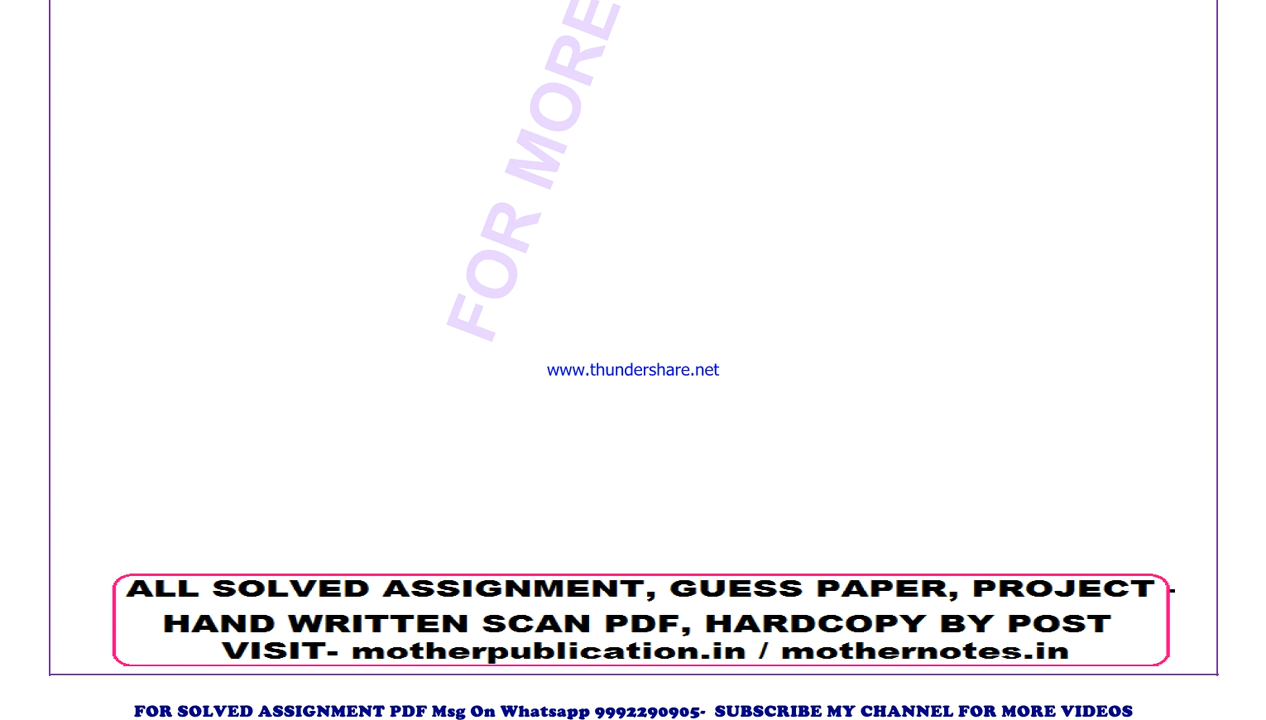 FOR MORE
www.thundershare.net
ALL SOLVED ASSIGNMENT, GUESS PAPER, PROJECT -
HAND WRITTEN SCAN PDF, HARDCOPY BY POST
VISIT- motherpublication.in / mothernotes.in
FOR SOLVED ASSIGNMENT PDF Msg On Whatsapp 9992290905- SUBSCRIBE MY CHANNEL FOR MORE VIDEOS